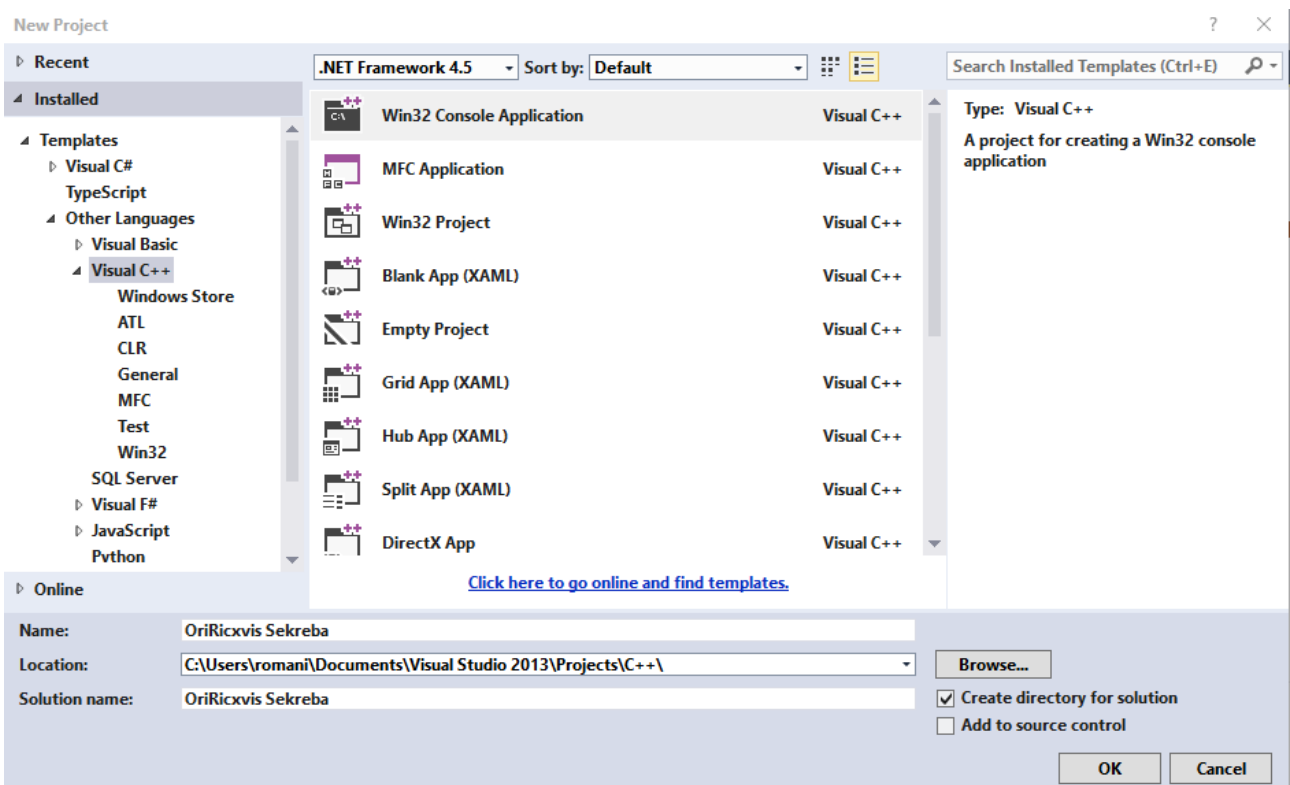 New Project
? ×
Recent
.NET Framework 4.5 Sort by: Default
Search Installed Templates (Ctrl+E)
Installed
Templates
Visual C#
TypeScript
Other Languages
Visual Basic
Visual C++
Windows Store
ATL
CLR
General
MFC
Test
Win32
SQL Server
Visual F#
JavaScript
Python
Online
Win32 Console Application Visual C++
MFC Application Visual C++
Win32 Project Visual C++
Blank App (XAML) Visual C++
Empty Project Visual C++
Grid App (XAML) Visual C++
Hub App (XAML) Visual C++
Split App (XAML) Visual C++
DirectX App Visual C++
Click here to go online and find templates.
Type: Visual C++
A project for creating a Win32 console
application
Name: OriRicxvis Sekreba
Location: C:\Users\romani\Documents\Visual Studio 2013\Projects\C++\ Browse...
Solution name: OriRicxvis Sekreba
Create directory for solution
Add to source control
OK Cancel